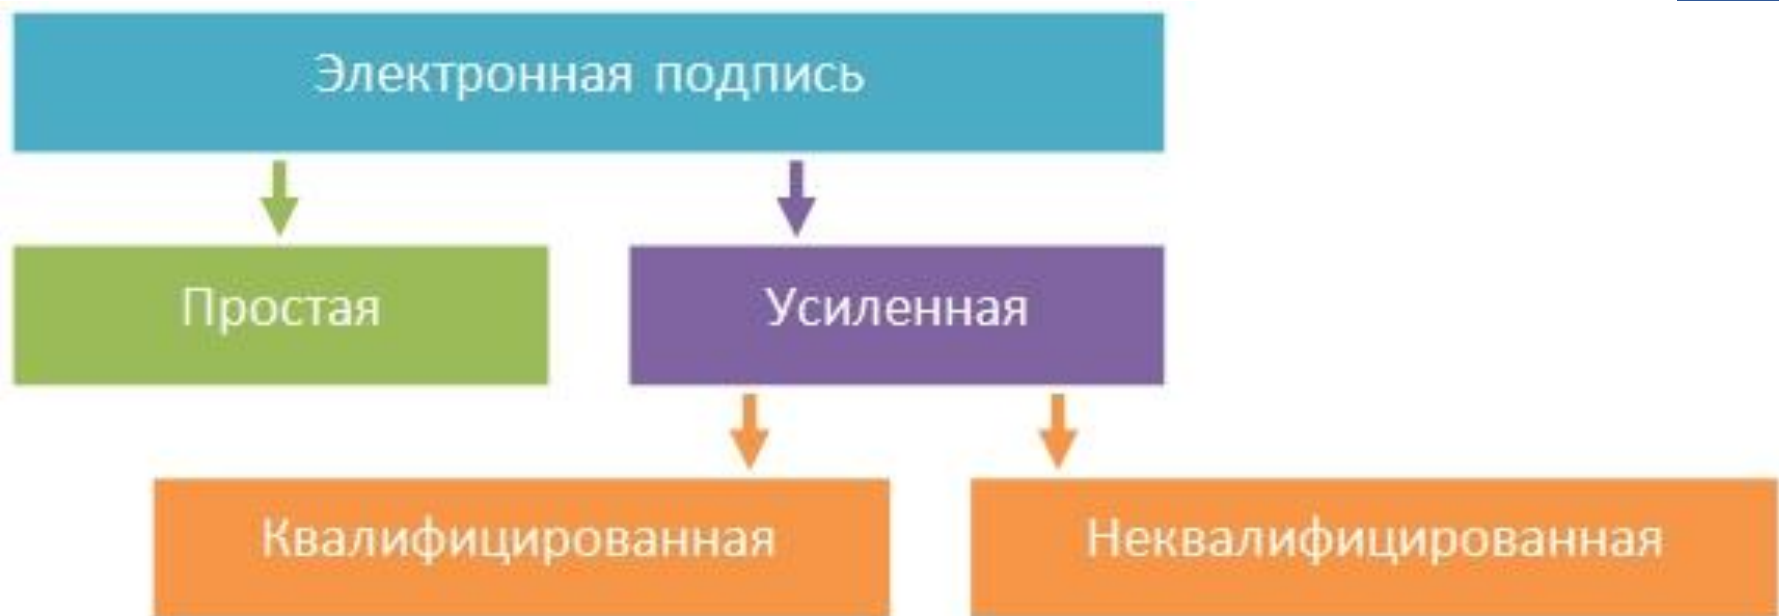 Электронная подпись
Простая
Усиленная
Квалифицированная
Неквалифицированная